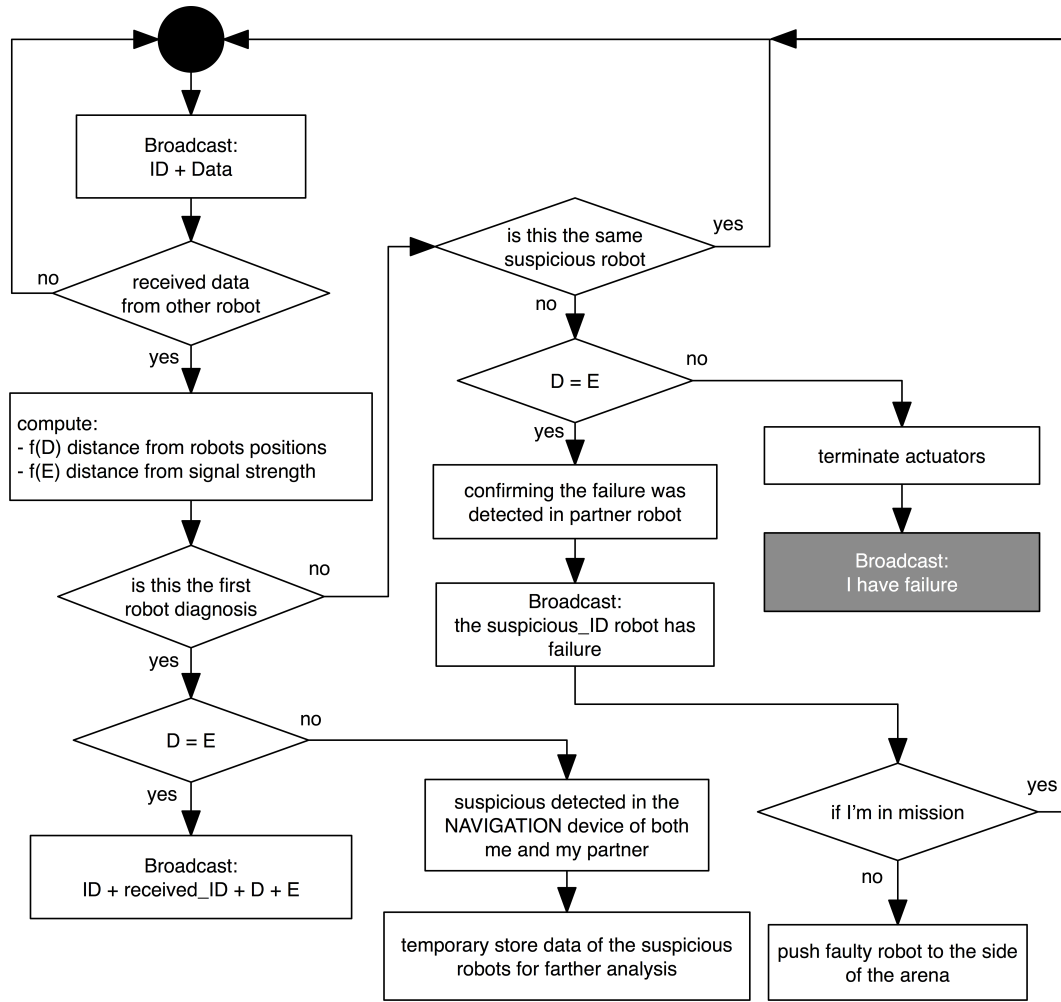 Broadcast:
ID + Data
received data
from other robot
no
yes
compute:
- f(D) distance from robots positions
- f(E) distance from signal strength
is this the first
robot diagnosis
no
yes
D = E
no
yes
Broadcast:
ID + received_ID + D + E
suspicious detected in the
NAVIGATION device of both
me and my partner
temporary store data of the suspicious
robots for farther analysis
is this the same
suspicious robot
yes
no
D = E
no
yes
terminate actuators
Broadcast:
I have failure
confirming the failure was
detected in partner robot
Broadcast:
the suspicious_ID robot has
failure
if I'm in mission
yes
no
push faulty robot to the side
of the arena